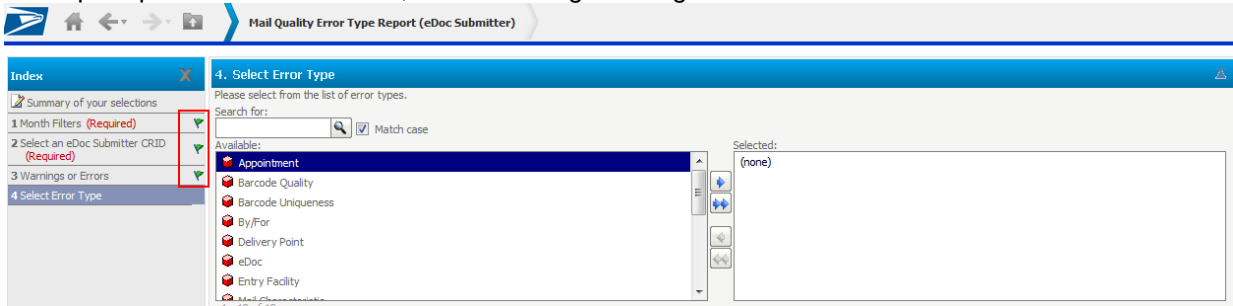 Mail Quality Error Type Report (eDoc Submitter)
Index
4. Select Error Type
Summary of your selections
Please select from the list of error types.
Search for:
1 Month Filters (Required)
Match case
2 Select an eDoc Submitter CRID
(Required)
Available:
Selected:
3 Warnings or Errors
Appointment
(none)
4 Select Error Type
Barcode Quality
Barcode Uniqueness
By/For
Delivery Point
eDoc
Entry Facility
Mail Characteristic